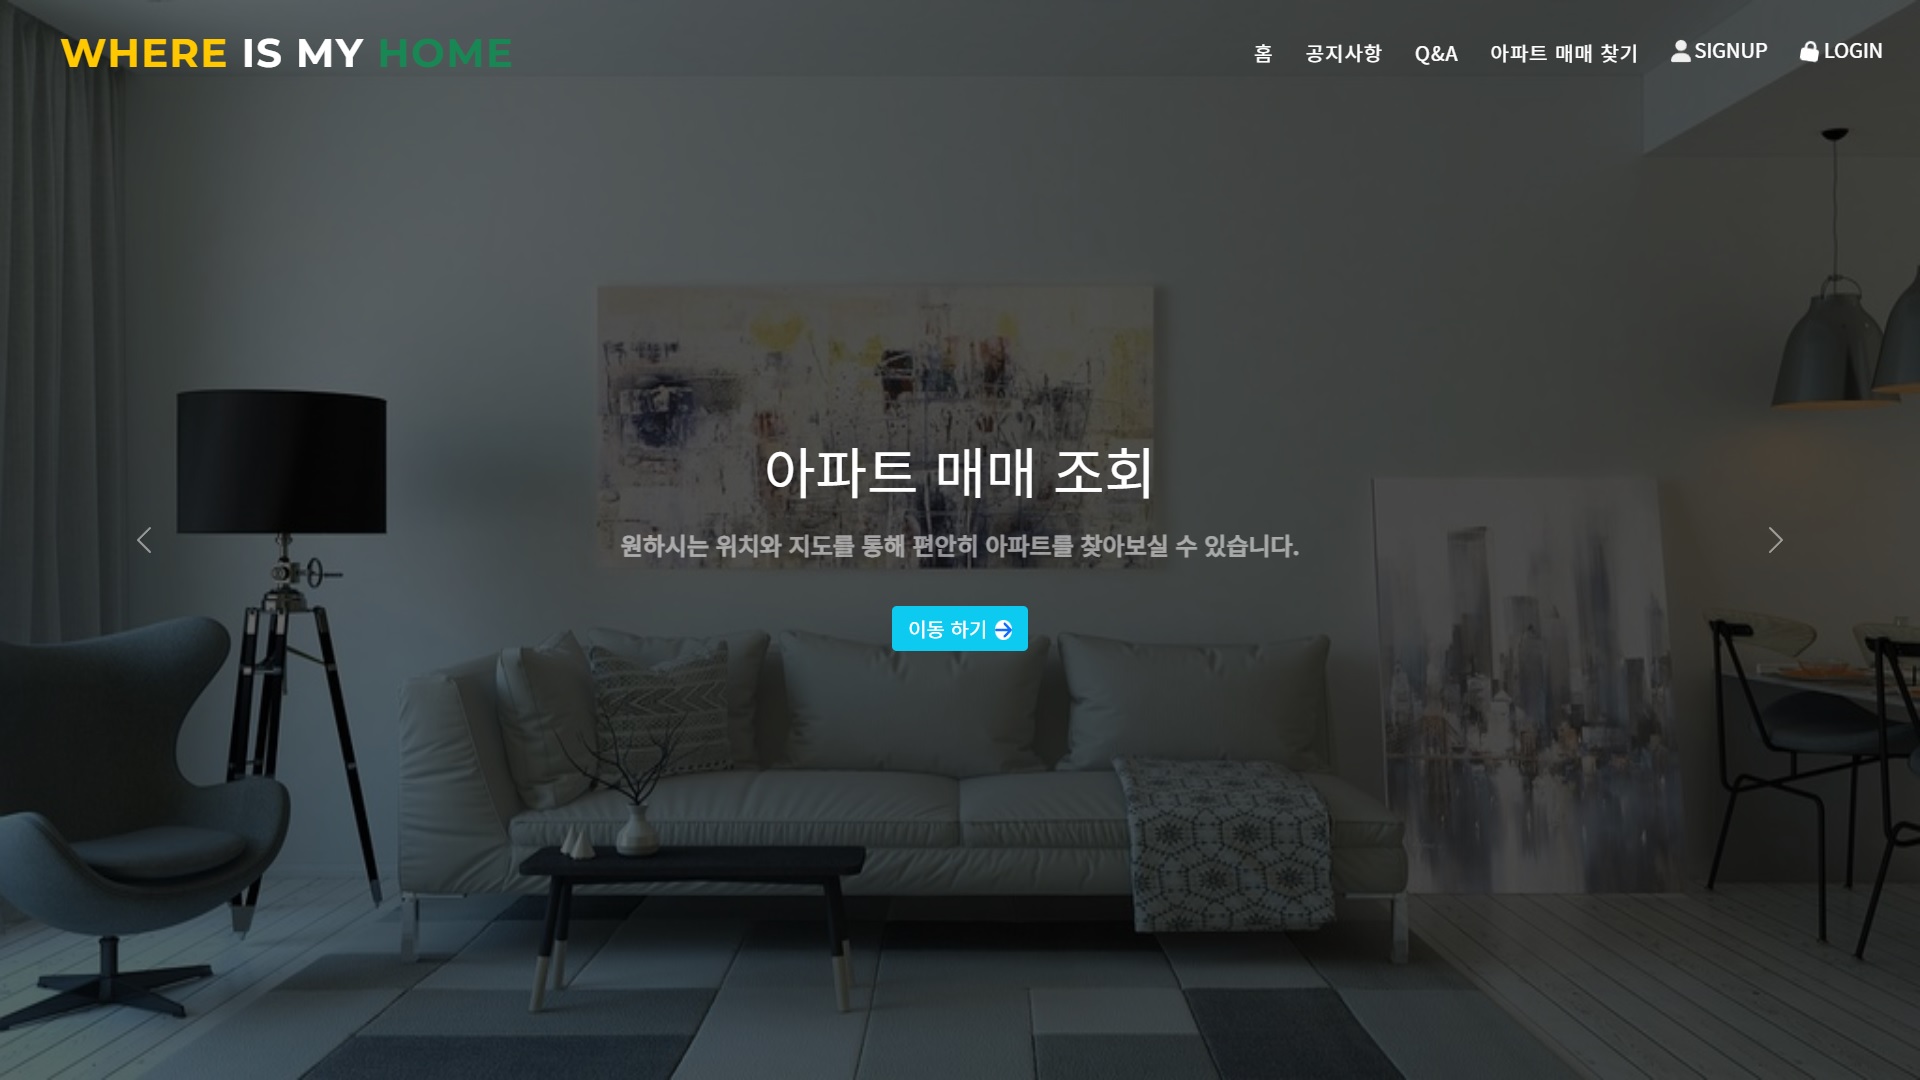 WHERE IS MY HOME
홈 공지사항 Q&A 아파트 매매 찾기 SIGNUP LOGIN
아파트 매매 조회
원하시는 위치와 지도를 통해 편안히 아파트를 찾아보실 수 있습니다.
이동 하기